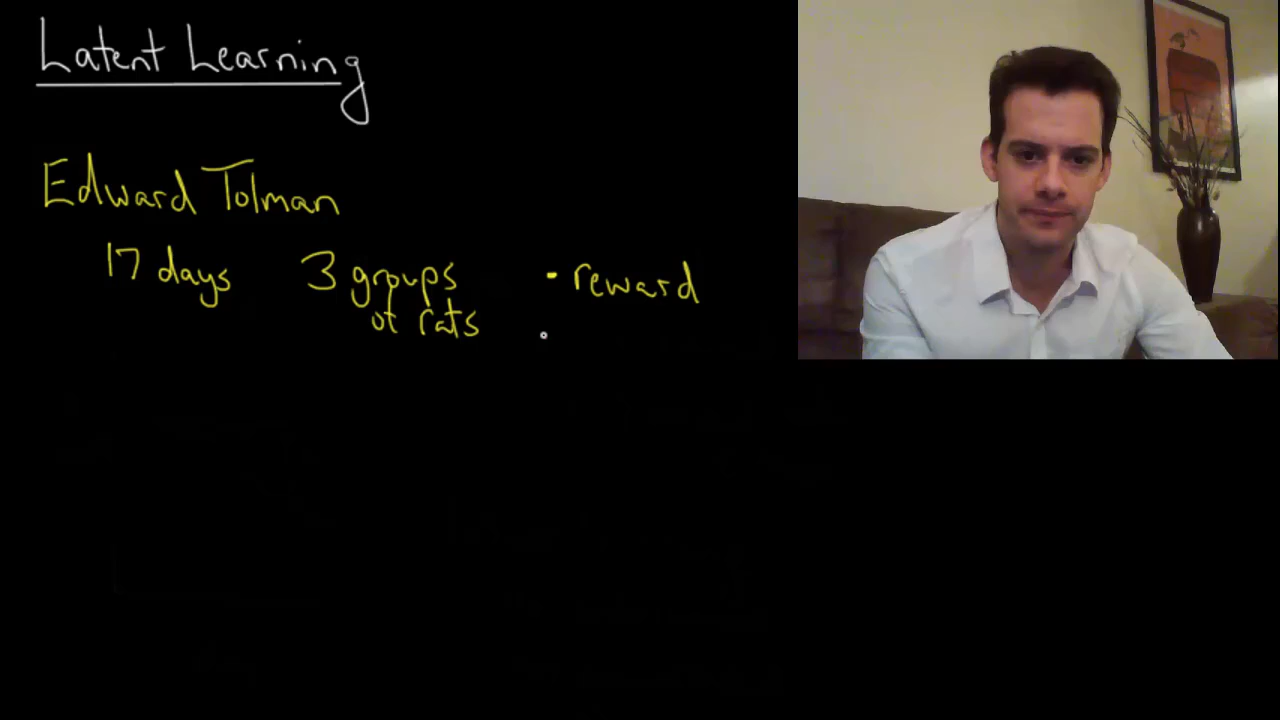 Latent Learning
Edward Tolman
17 days 3 groups of rats
- reward